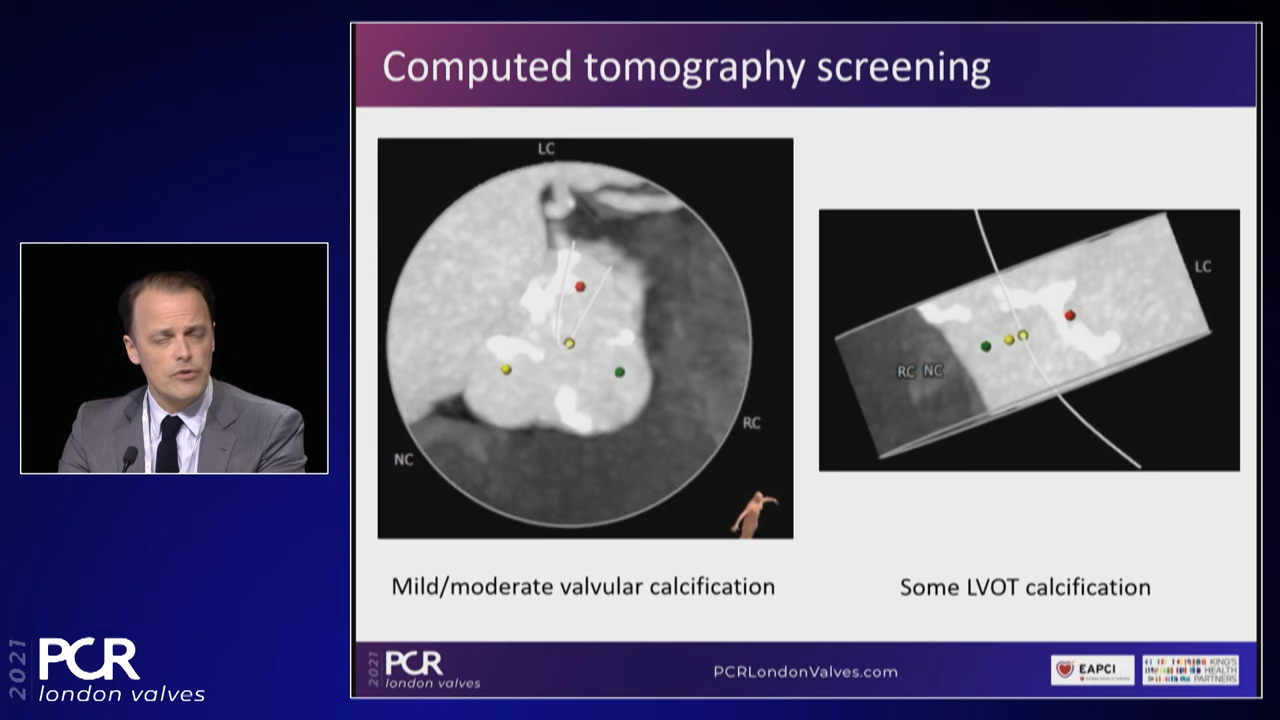 Computed tomography screening
LC
RC
NC
LC
RC NC
Mild/moderate valvular calcification
Some LVOT calcification
2021
PCR
london valves
2021
PCR
london valves
PCRLondonValves.com
EAPCI
KING'S
HEALTH
PARTNERS